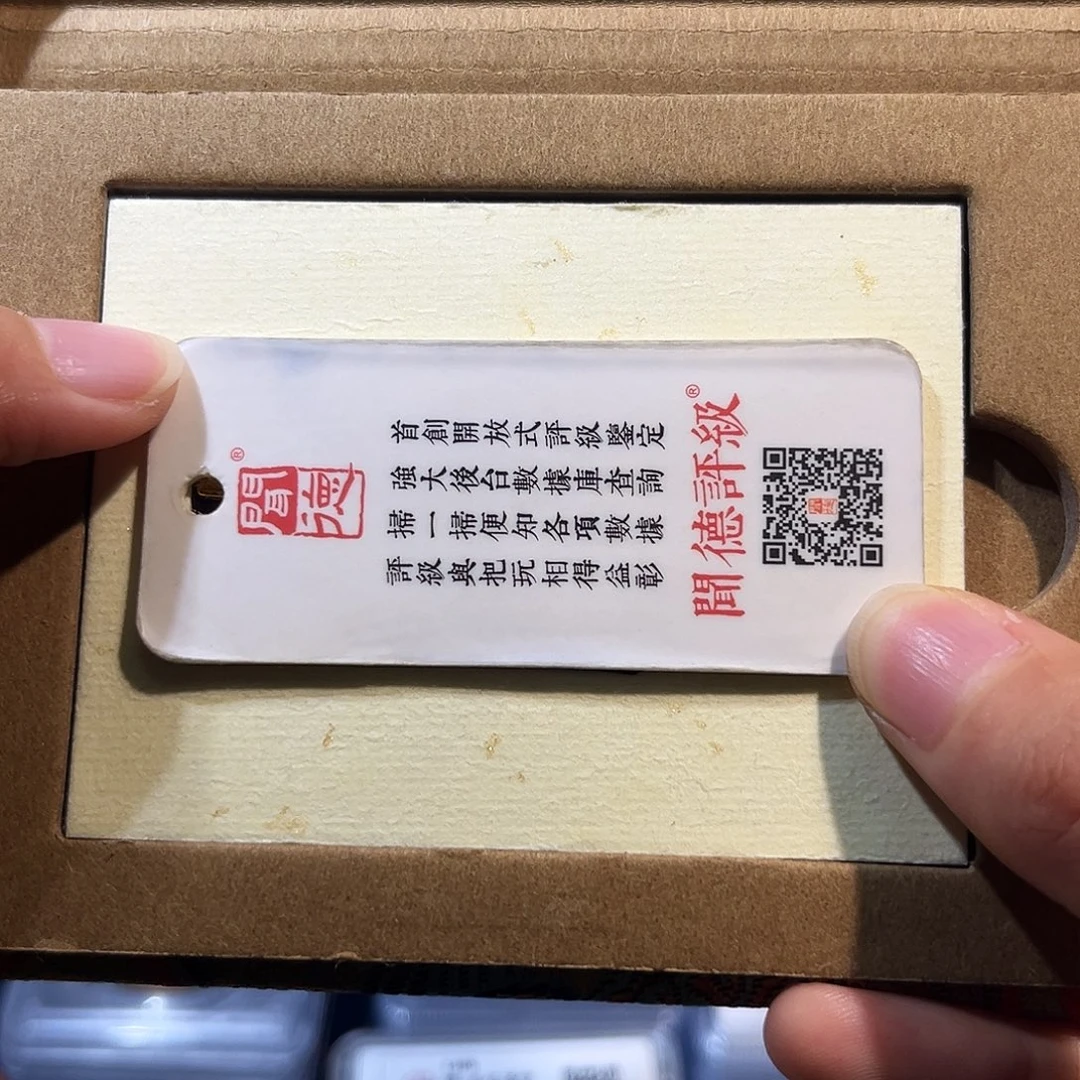 ®
聞德
首創開放式評級鑒定
強大後台數據庫查詢
掃一掃便知各項數據
評級與把玩相得益彰
聞德評級®